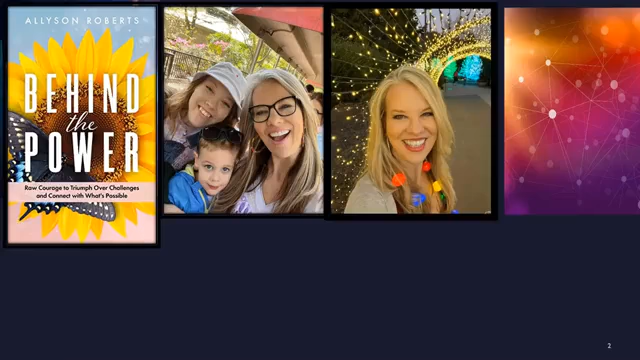 ALLYSON ROBERTS
BEHIND
the
POWER
Raw Courage to Triumph Over Challenges
and Connect with What's Possible
2